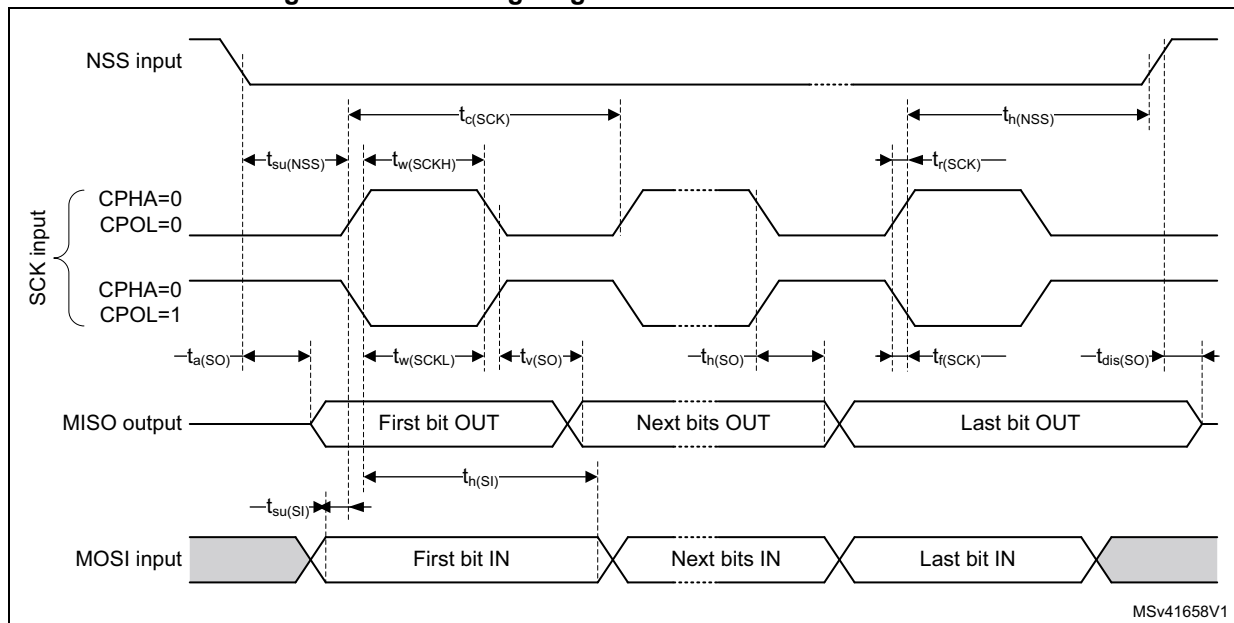 NSS input
tc(SCK)
th(NSS)
tsu(NSS)
tw(SCKH)
tr(SCK)
SCK input
CPHA=0
CPOL=0
CPHA=0
CPOL=1
ta(SO)
tw(SCKL)
tv(SO)
th(SO)
tf(SCK)
tdis(SO)
MISO output
First bit OUT
Next bits OUT
Last bit OUT
th(SI)
tsu(SI)
MOSI input
First bit IN
Next bits IN
Last bit IN
MSv41658V1